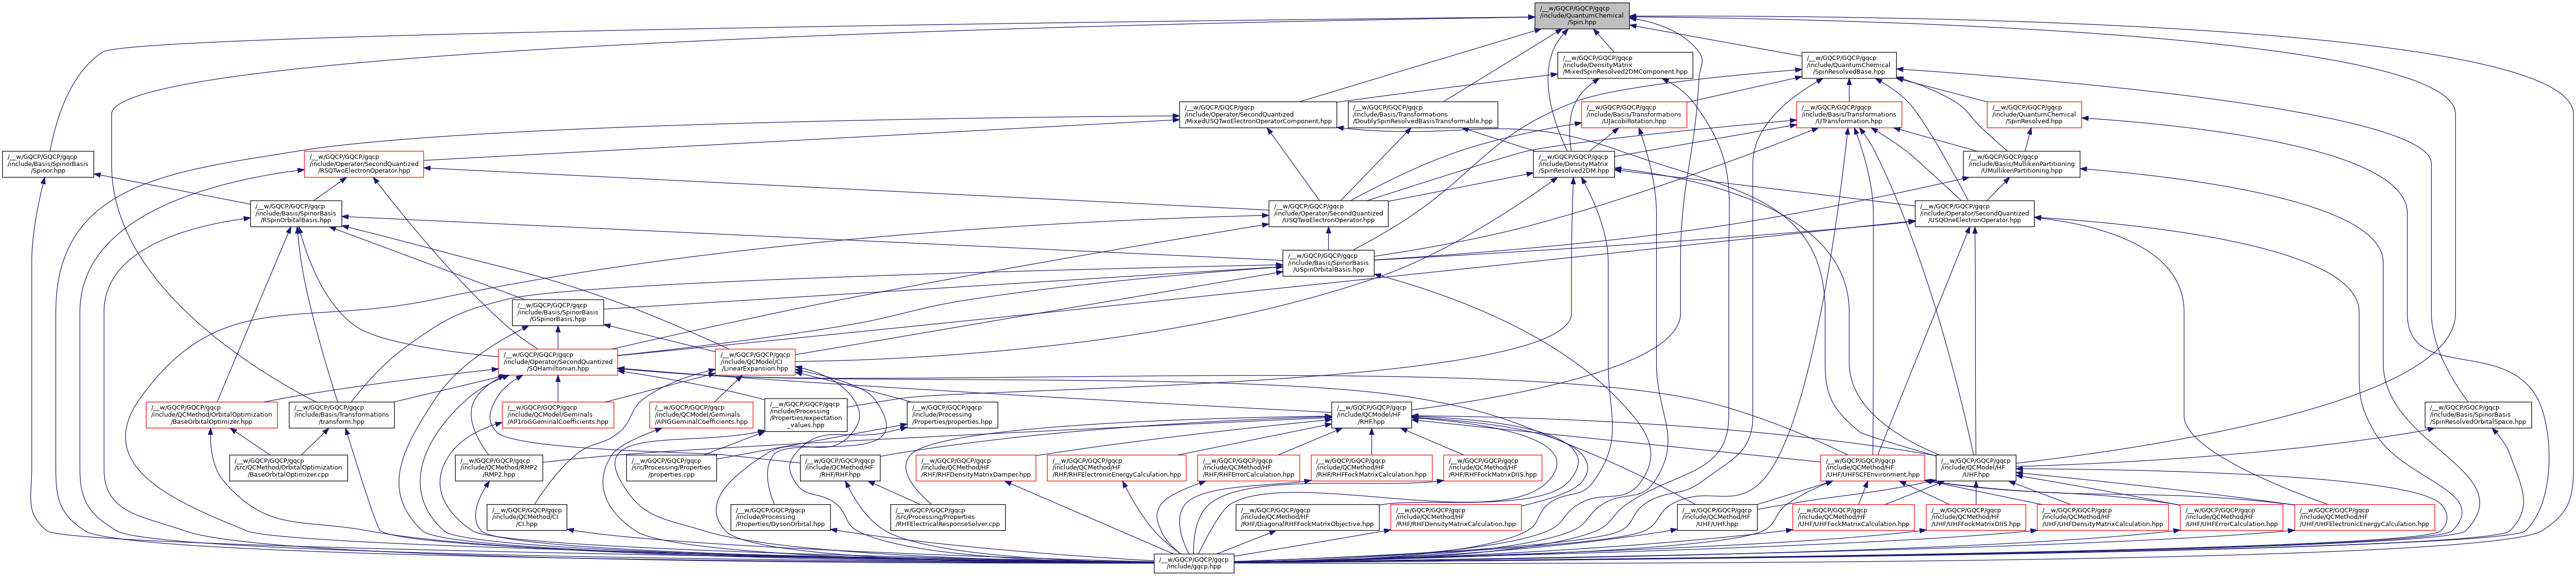 /__w/GQCP/GQCP/gqcp
/include/QuantumChemical
/Spin.hpp
/__w/GQCP/GQCP/gqcp
/include/DensityMatrix
/MixedSpinResolved2DMComponent.hpp
/__w/GQCP/GQCP/gqcp
/include/QuantumChemical
/SpinResolvedBase.hpp
/__w/GQCP/GQCP/gqcp
/include/Operator/SecondQuantized
/MixedUSQTwoElectronOperatorComponent.hpp
/__w/GQCP/GQCP/gqcp
/include/Basis/Transformations
/DoublySpinResolvedBasisTransformable.hpp
/__w/GQCP/GQCP/gqcp
/include/Basis/Transformations
/UJacobiRotation.hpp
/__w/GQCP/GQCP/gqcp
/include/Basis/Transformations
/UTransformation.hpp
/__w/GQCP/GQCP/gqcp
/include/QuantumChemical
/SpinResolved.hpp
/__w/GQCP/GQCP/gqcp
/include/Basis/SpinorBasis
/Spinor.hpp
/__w/GQCP/GQCP/gqcp
/include/Operator/SecondQuantized
/RSQTwoElectronOperator.hpp
/__w/GQCP/GQCP/gqcp
/include/DensityMatrix
/SpinResolved2DM.hpp
/__w/GQCP/GQCP/gqcp
/include/Basis/MullikenPartitioning
/UMullikenPartitioning.hpp
/__w/GQCP/GQCP/gqcp
/include/Basis/SpinorBasis
/RSpinOrbitalBasis.hpp
/__w/GQCP/GQCP/gqcp
/include/Operator/SecondQuantized
/USQTwoElectronOperator.hpp
/__w/GQCP/GQCP/gqcp
/include/Operator/SecondQuantized
/USQOneElectronOperator.hpp
/__w/GQCP/GQCP/gqcp
/include/Basis/SpinorBasis
/USpinOrbitalBasis.hpp
/__w/GQCP/GQCP/gqcp
/include/Basis/SpinorBasis
/GSpinorBasis.hpp
/__w/GQCP/GQCP/gqcp
/include/Operator/SecondQuantized
/SQHamiltonian.hpp
/__w/GQCP/GQCP/gqcp
/include/QCModel/CI
/LinearExpansion.hpp
/__w/GQCP/GQCP/gqcp
/include/QCMethod/OrbitalOptimization
/BaseOrbitalOptimizer.hpp
/__w/GQCP/GQCP/gqcp
/include/Basis/Transformations
/transform.hpp
/__w/GQCP/GQCP/gqcp
/include/QCModel/Geminals
/AP1roGGeminalCoefficients.hpp
/__w/GQCP/GQCP/gqcp
/include/QCModel/Geminals
/APIGGeminalCoefficients.hpp
/__w/GQCP/GQCP/gqcp
/include/Processing
/Properties/expectation
_values.hpp
/__w/GQCP/GQCP/gqcp
/include/Processing
/Properties/properties.hpp
/__w/GQCP/GQCP/gqcp
/include/QCModel/HF
/RHF.hpp
/__w/GQCP/GQCP/gqcp
/include/Basis/SpinorBasis
/SpinResolvedOrbitalSpace.hpp
/__w/GQCP/GQCP/gqcp
/src/QCMethod/OrbitalOptimization
/BaseOrbitalOptimizer.cpp
/__w/GQCP/GQCP/gqcp
/include/QCMethod/RMP2
/RMP2.hpp
/__w/GQCP/GQCP/gqcp
/src/Processing/Properties
/properties.cpp
/__w/GQCP/GQCP/gqcp
/include/QCMethod/HF
/RHF/RHF.hpp
/__w/GQCP/GQCP/gqcp
/include/QCMethod/HF
/RHF/RHFDensityMatrixDamper.hpp
/__w/GQCP/GQCP/gqcp
/include/QCMethod/HF
/RHF/RHFElectronicEnergyCalculation.hpp
/__w/GQCP/GQCP/gqcp
/include/QCMethod/HF
/RHF/RHFErrorCalculation.hpp
/__w/GQCP/GQCP/gqcp
/include/QCMethod/HF
/RHF/RHFFockMatrixCalculation.hpp
/__w/GQCP/GQCP/gqcp
/include/QCMethod/HF
/RHF/RHFFockMatrixDIIS.hpp
/__w/GQCP/GQCP/gqcp
/include/QCMethod/HF
/UHF/UHFSCFEnvironment.hpp
/__w/GQCP/GQCP/gqcp
/include/QCModel/HF
/UHF.hpp
/__w/GQCP/GQCP/gqcp
/include/QCMethod/CI
/CI.hpp
/__w/GQCP/GQCP/gqcp
/include/Processing
/Properties/DysonOrbital.hpp
/__w/GQCP/GQCP/gqcp
/src/Processing/Properties
/RHFElectricalResponseSolver.cpp
/__w/GQCP/GQCP/gqcp
/include/QCMethod/HF
/RHF/DiagonalRHFFockMatrixObjective.hpp
/__w/GQCP/GQCP/gqcp
/include/QCMethod/HF
/RHF/RHFDensityMatrixCalculation.hpp
/__w/GQCP/GQCP/gqcp
/include/QCMethod/HF
/UHF/UHF.hpp
/__w/GQCP/GQCP/gqcp
/include/QCMethod/HF
/UHF/UHFFockMatrixCalculation.hpp
/__w/GQCP/GQCP/gqcp
/include/QCMethod/HF
/UHF/UHFFockMatrixDIIS.hpp
/__w/GQCP/GQCP/gqcp
/include/QCMethod/HF
/UHF/UHFDensityMatrixCalculation.hpp
/__w/GQCP/GQCP/gqcp
/include/QCMethod/HF
/UHF/UHFErrorCalculation.hpp
/__w/GQCP/GQCP/gqcp
/include/QCMethod/HF
/UHF/UHFElectronicEnergyCalculation.hpp
/__w/GQCP/GQCP/gqcp
/include/gqcp.hpp